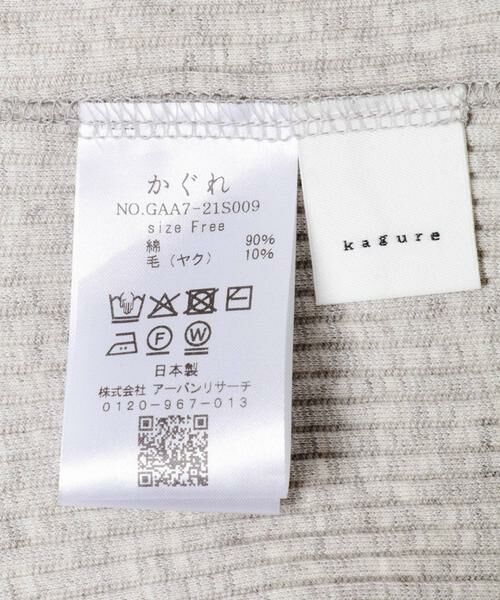 かぐれ
NO.GAA7-21S009
size Free
綿 90%
毛（ヤク） 10%
F W
日本製
株式会社 アーバンリサーチ
0120-967-013
kagure